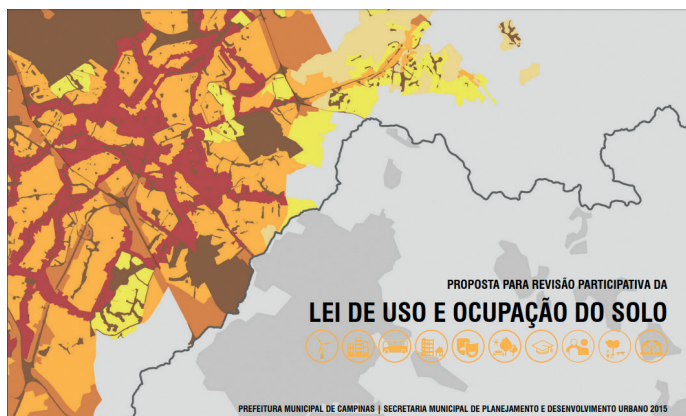 PROPOSTA PARA REVISÃO PARTICIPATIVA DA
LEI DE USO E OCUPAÇÃO DO SOLO
PREFEITURA MUNICIPAL DE CAMPINAS | SECRETARIA MUNICIPAL DE PLANEJAMENTO E DESENVOLVIMENTO URBANO 2015